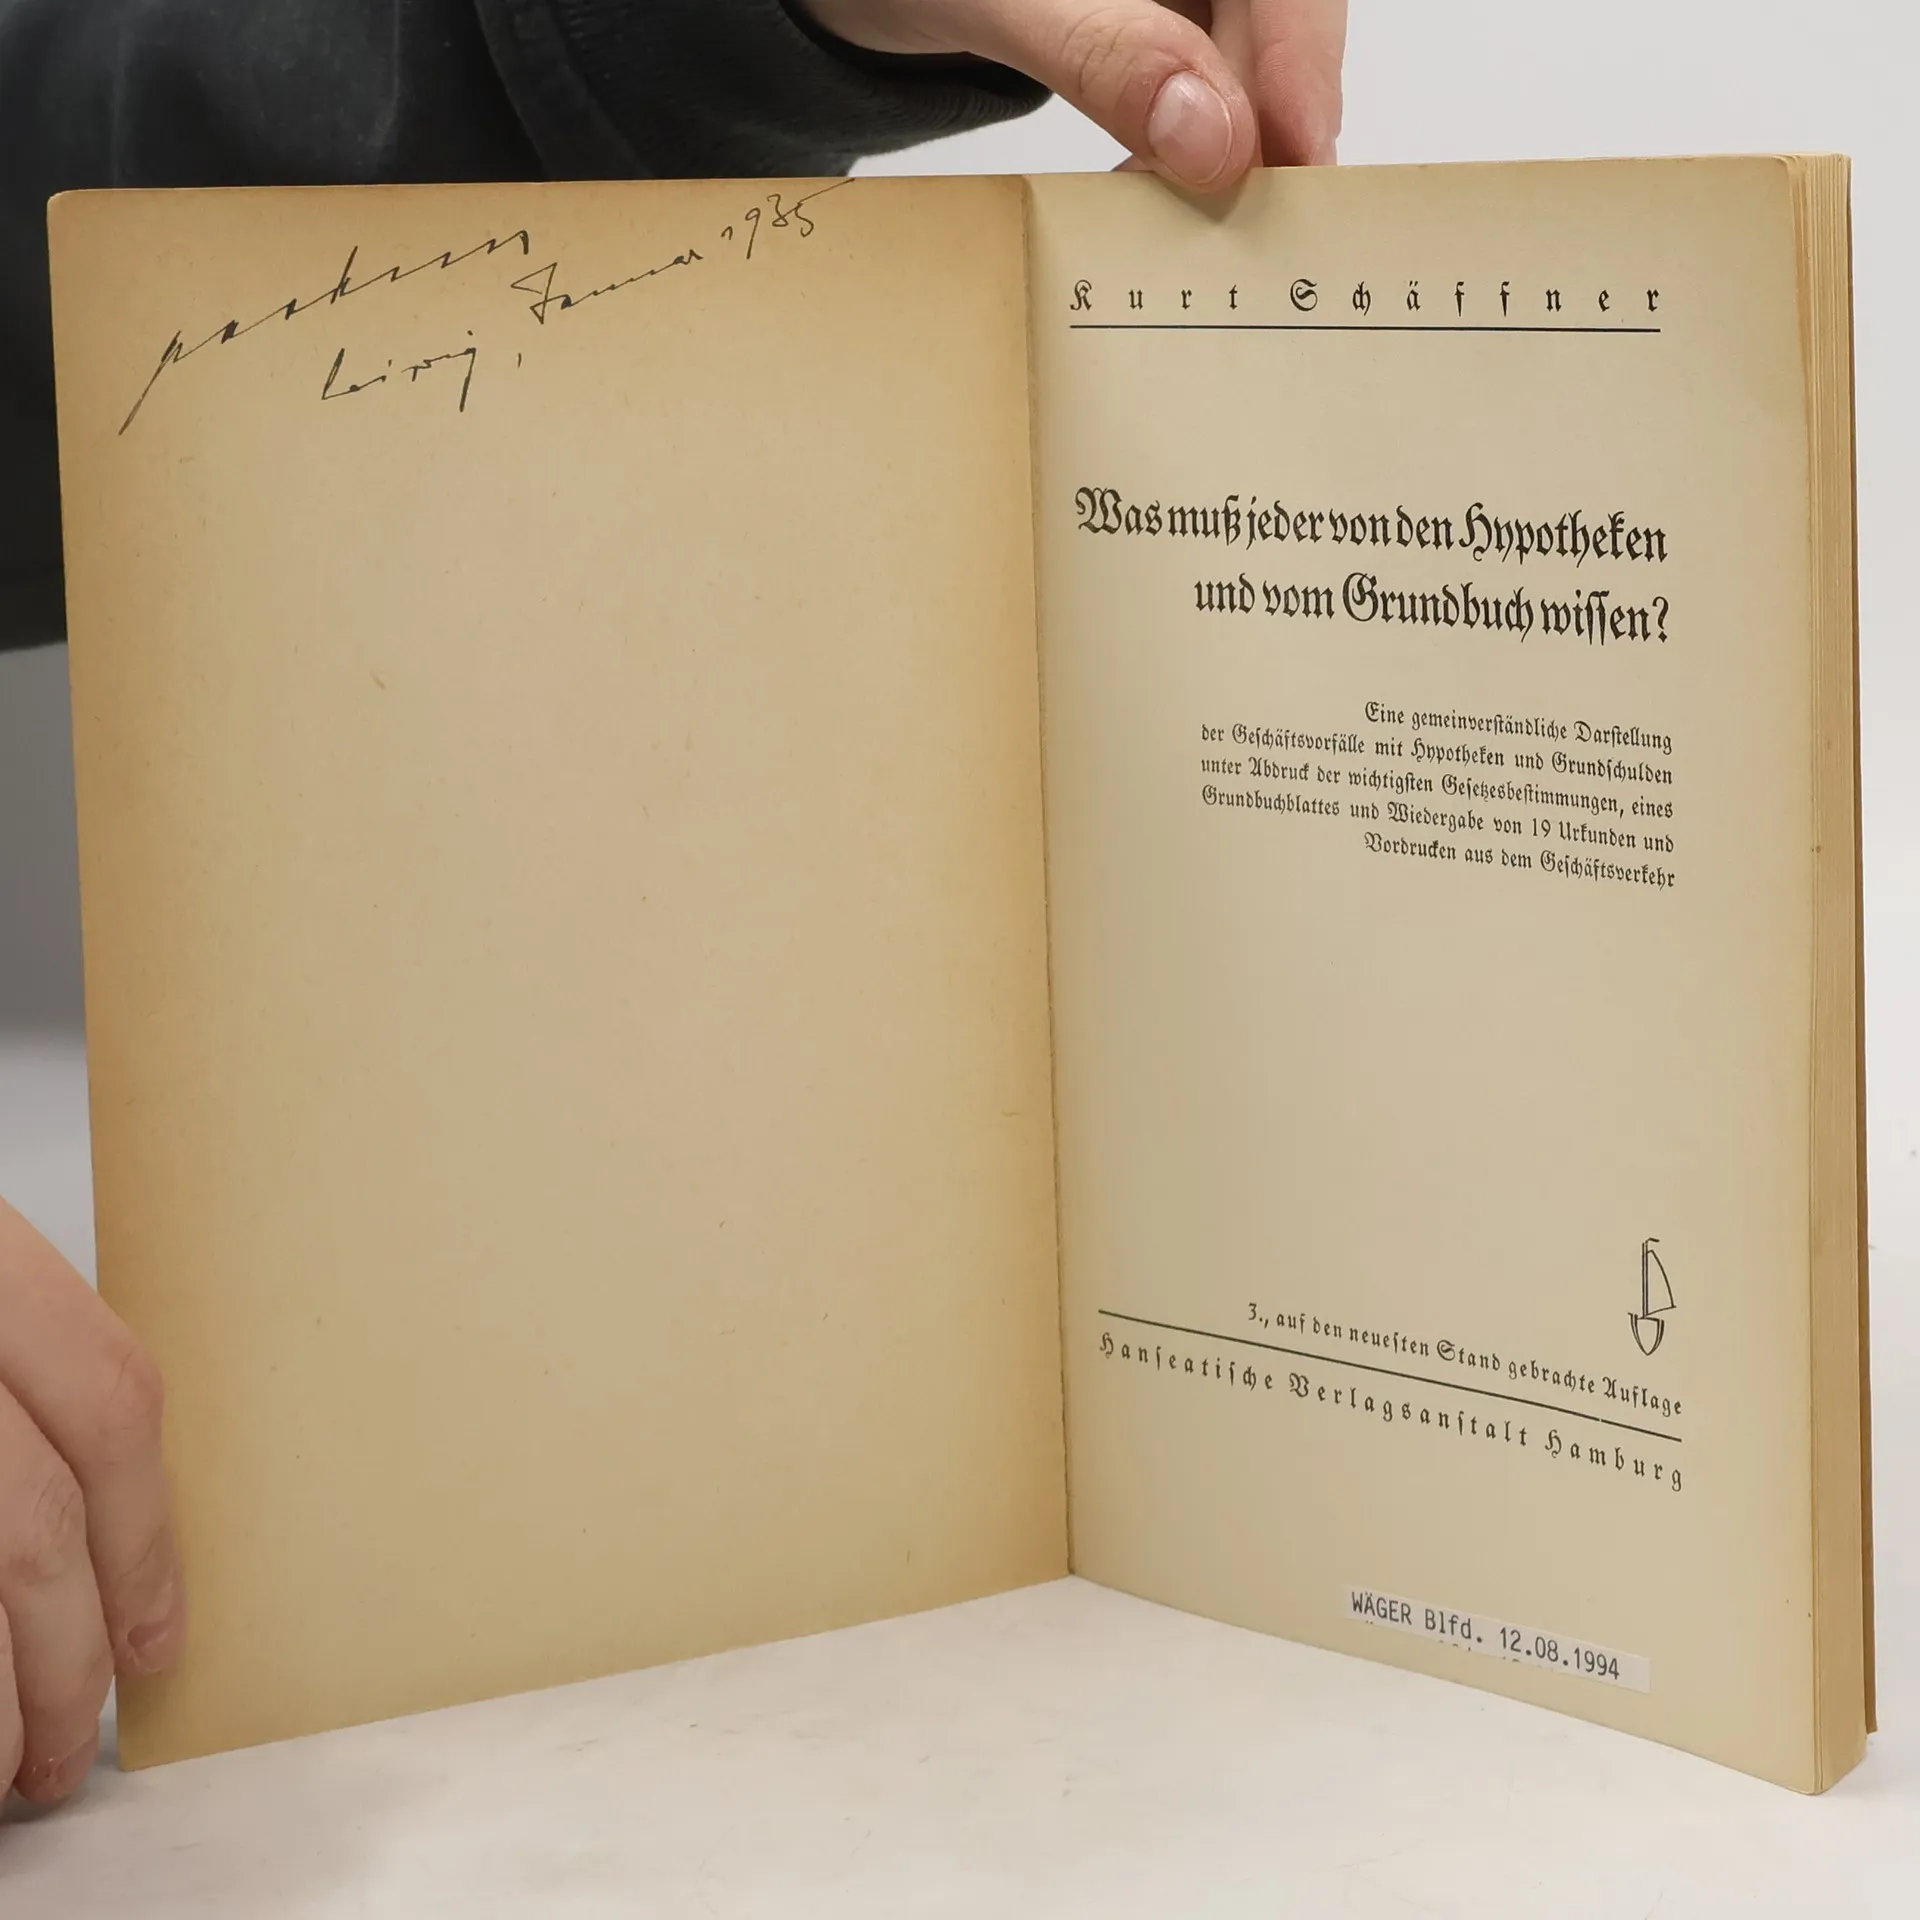 Januar 1935
Kurt Schäffner
Was muß jeder von den Hypotheken
und vom Grundbuch wissen?
Eine gemeinverständliche Darstellung
der Geschäftsvorfälle mit Hypotheken und Grundschulden
unter Abdruck der wichtigsten Gesetzesbestimmungen, eines
Grundbuchblattes und Wiedergabe von 19 Urkunden und
Vordrucken aus dem Geschäftsverkehr
3., auf den neuesten Stand gebrachte Auflage
Hanseatische Verlagsanstalt Hamburg
WÄGER Blfd. 12.08.1994